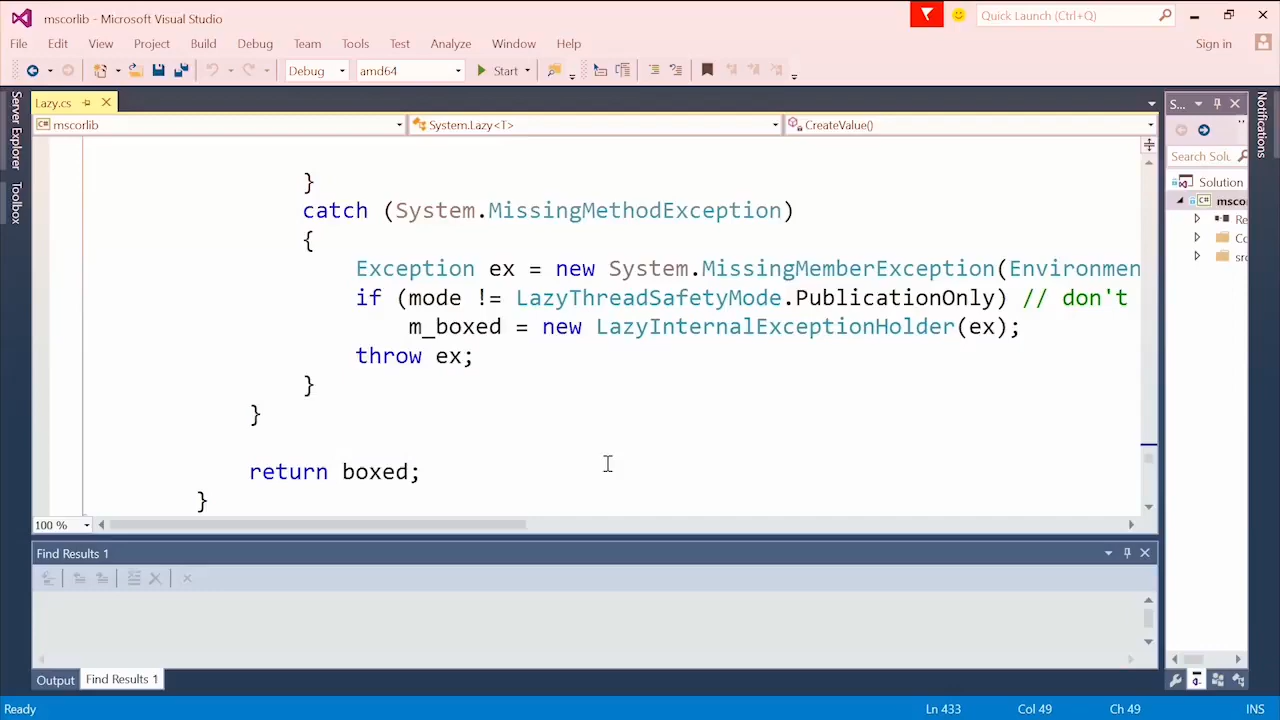 mscorlib - Microsoft Visual Studio
Quick Launch (Ctrl+Q)
File Edit View Project Build Debug Team Tools Test Analyze Window Help
Sign in
Debug amd64 Start
Server Explorer
Toolbox
Lazy.cs
mscorlib System.Lazy<T> CreateValue()
}
catch (System.MissingMethodException)
{
Exception ex = new System.MissingMemberException(Environmen
if (mode != LazyThreadSafetyMode.PublicationOnly) // don't
m_boxed = new LazyInternalExceptionHolder(ex);
throw ex;
}
}
return boxed;
}
100 %
Find Results 1
Output Find Results 1
S...
Search Solu
Solution
msco
Re
Co
src
Notifications
Ready Ln 433 Col 49 Ch 49 INS